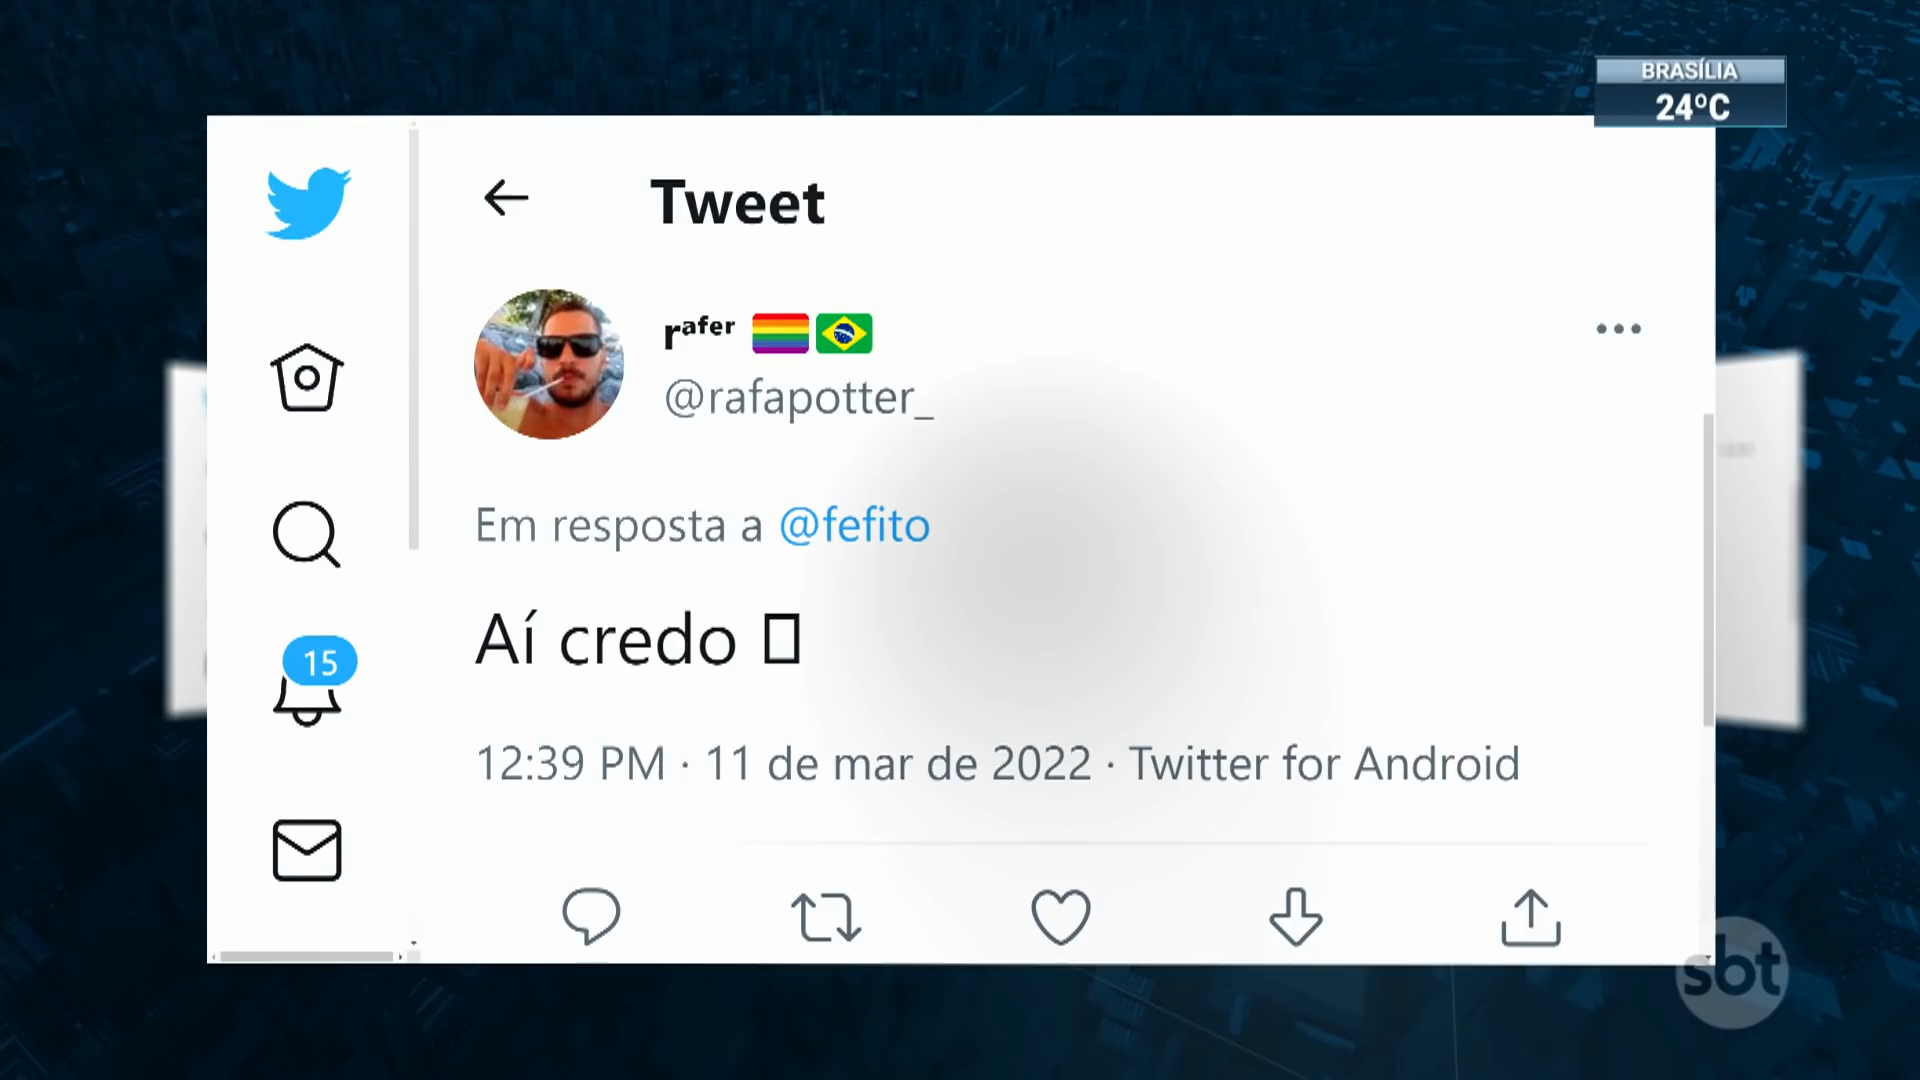 BRASÍLIA
24ºC
Tweet
rafer
@rafapotter_
Em resposta a @fefito
Aí credo
15
12:39 PM · 11 de mar de 2022 · Twitter for Android
sbt